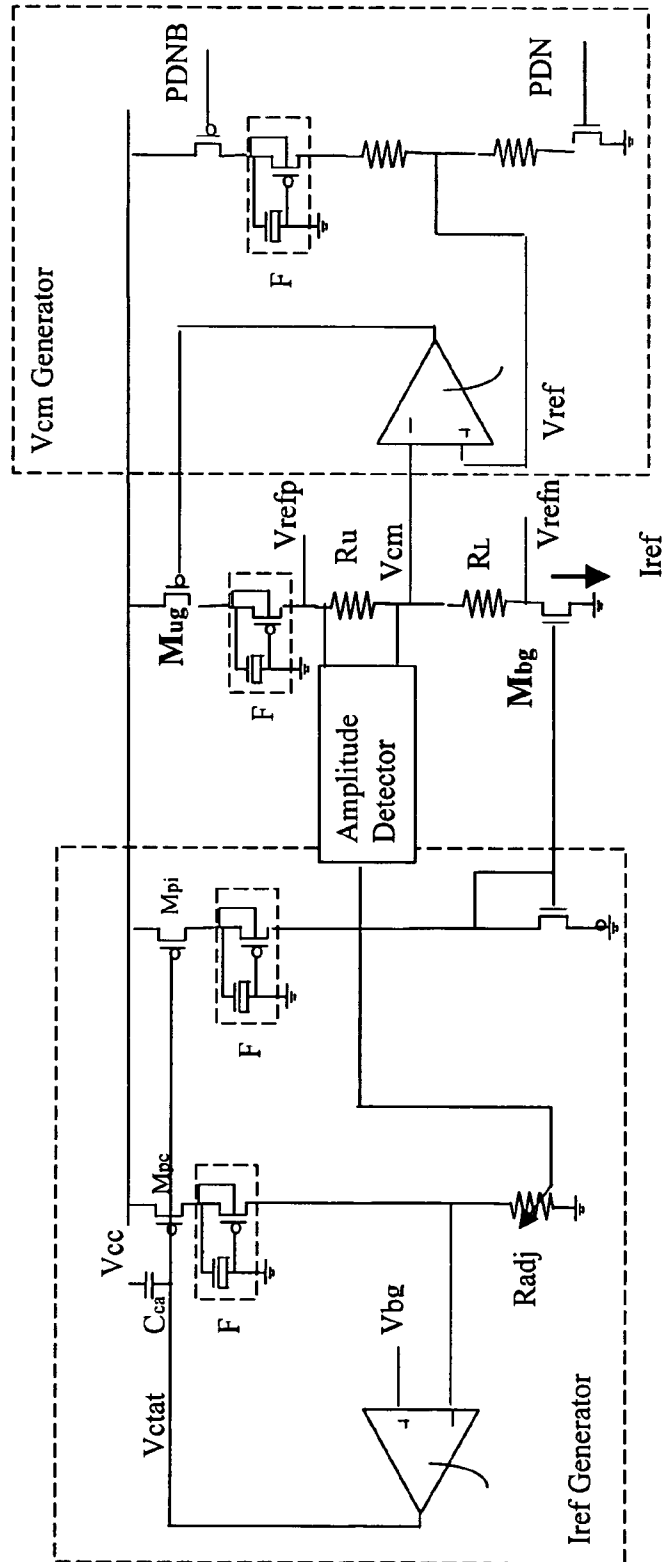 Vcm Generator
PDNB
F
PDN
Vref
Vrefp
Ru
Vcm
RL
Vrefn
Iref
Mug
F
Mbg
Amplitude
Detector
Mpi
F
Vcc
Mpc
Cca
Vctat
F
Vbg
Radj
Iref Generator
+
−
−
+